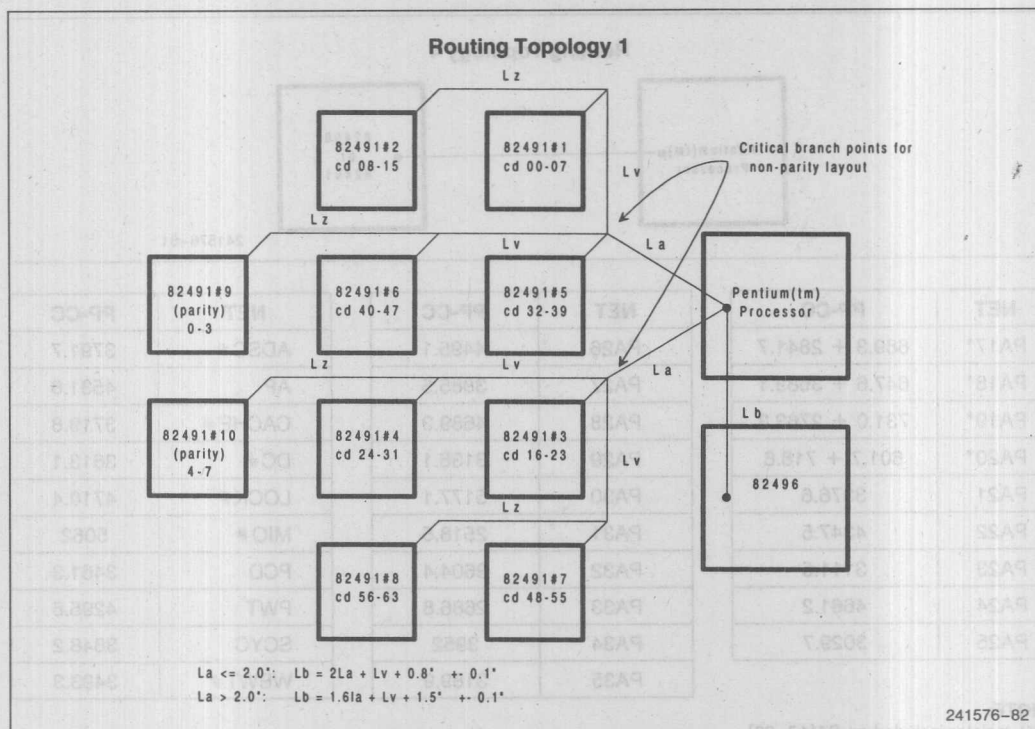 Routing Topology 1
Lz
82491#2
cd 08-15
82491#1
cd 00-07
Critical branch points for
non-parity layout
Lv
Lz
Lv
La
82491#9
(parity)
0-3
82491#6
cd 40-47
82491#5
cd 32-39
Pentium(tm)
Processor
Lz
Lv
La
82491#10
(parity)
4-7
82491#4
cd 24-31
82491#3
cd 16-23
Lb
Lv
82496
Lz
82491#8
cd 56-63
82491#7
cd 48-55
La <= 2.0": Lb = 2La + Lv + 0.8" +- 0.1"
La > 2.0": Lb = 1.6la + Lv + 1.5" +- 0.1"
241576-82